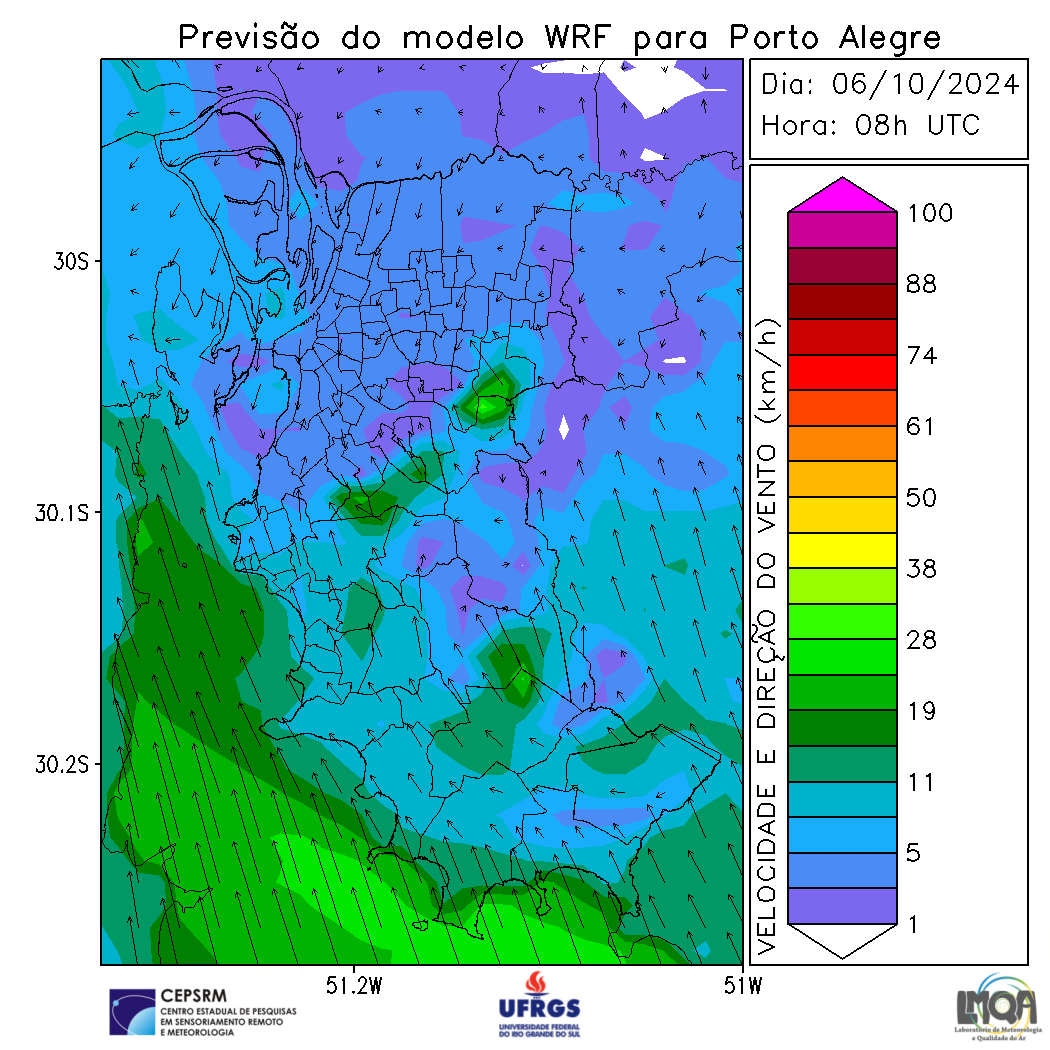 Previsão do modelo WRF para Porto Alegre
Dia: 06/10/2024
Hora: 08h UTC
30S
30.1S
30.2S
51.2W
51W
VELOCIDADE E DIREÇÃO DO VENTO (km/h)
100
88
74
61
50
38
28
19
11
5
1
CEPSRM
CENTRO ESTADUAL DE PESQUISAS
EM SENSORIAMENTO REMOTO
E METEOROLOGIA
UFRGS
UNIVERSIDADE FEDERAL
DO RIO GRANDE DO SUL
LMQA
Laboratório de Meteorologia
e Qualidade do Ar